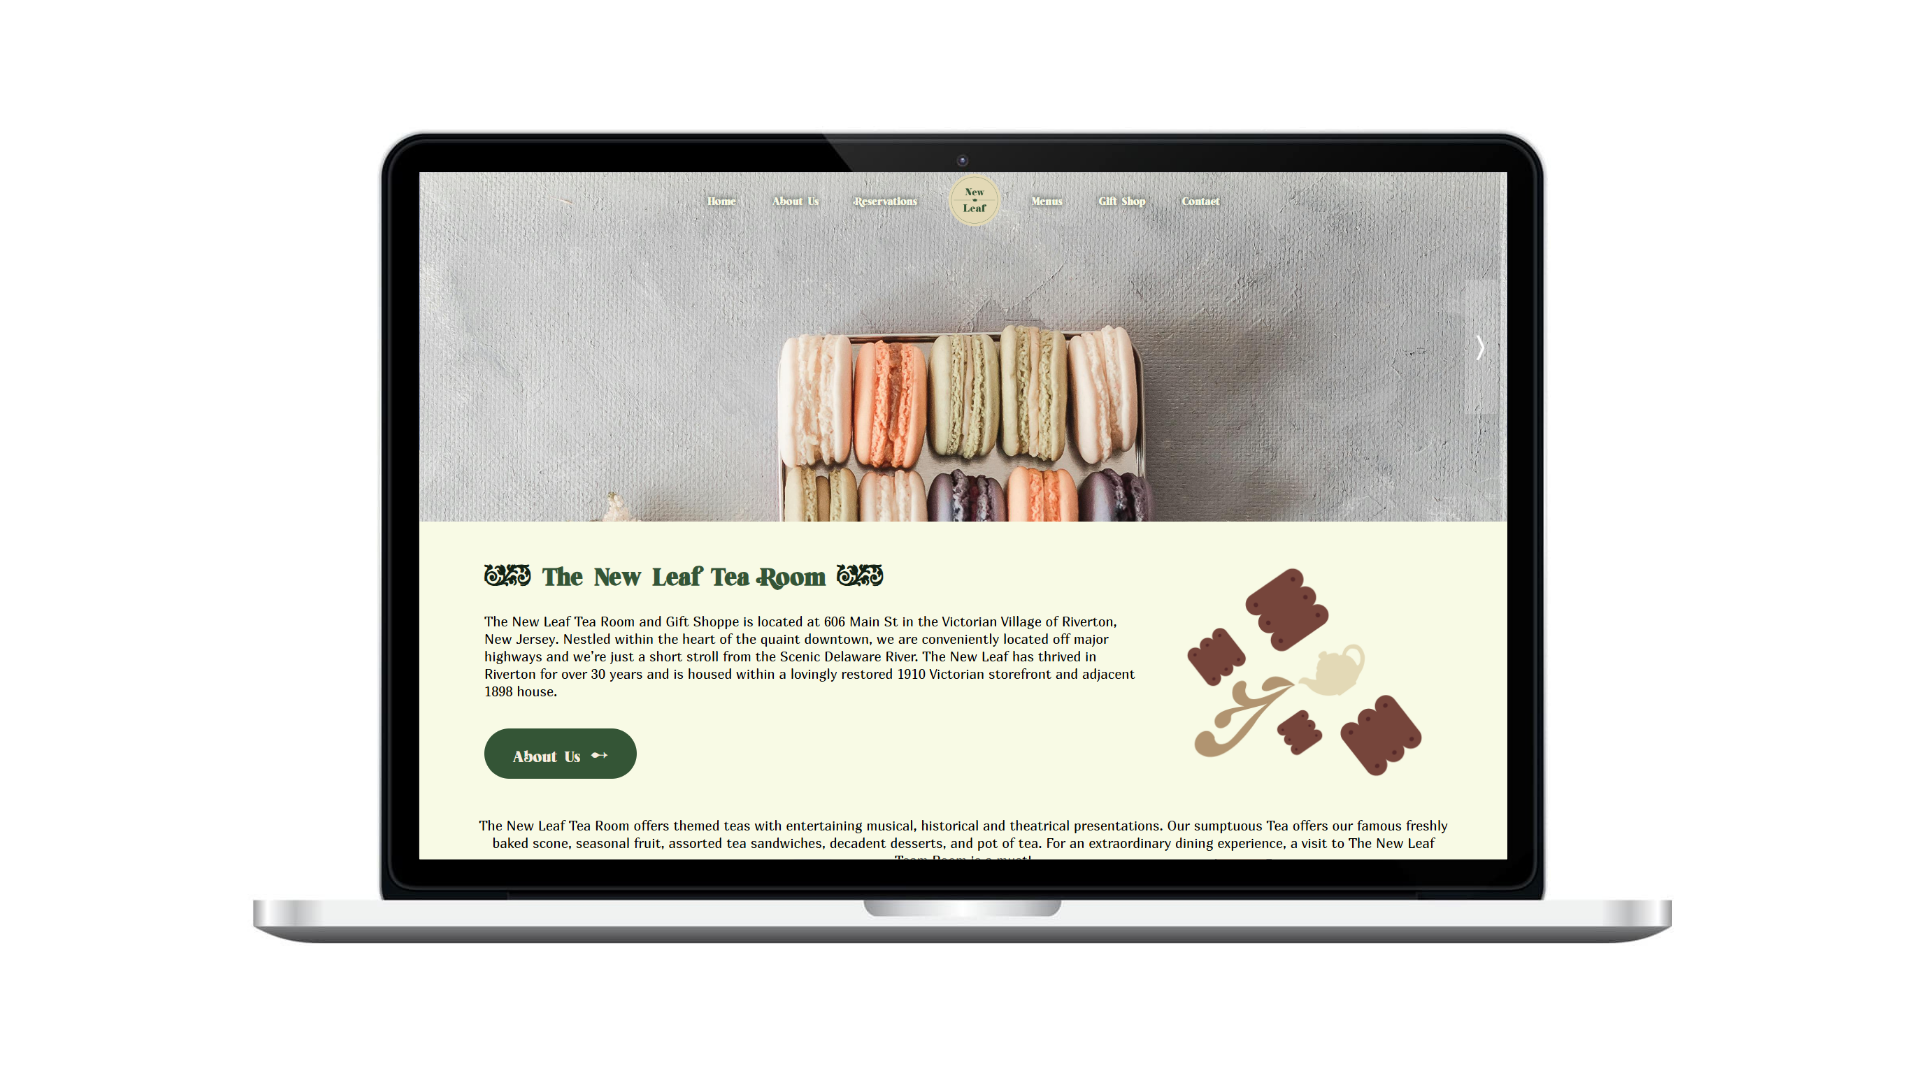 Home About Us Reservations New Leaf Menus Gift Shop Contact
The New Leaf Tea Room
The New Leaf Tea Room and Gift Shoppe is located at 606 Main St in the Victorian Village of Riverton,
New Jersey. Nestled within the heart of the quaint downtown, we are conveniently located off major
highways and we're just a short stroll from the Scenic Delaware River. The New Leaf has thrived in
Riverton for over 30 years and is housed within a lovingly restored 1910 Victorian storefront and adjacent
1898 house.
About Us
The New Leaf Tea Room offers themed teas with entertaining musical, historical and theatrical presentations. Our sumptuous Tea offers our famous freshly
baked scone, seasonal fruit, assorted tea sandwiches, decadent desserts, and pot of tea. For an extraordinary dining experience, a visit to The New Leaf